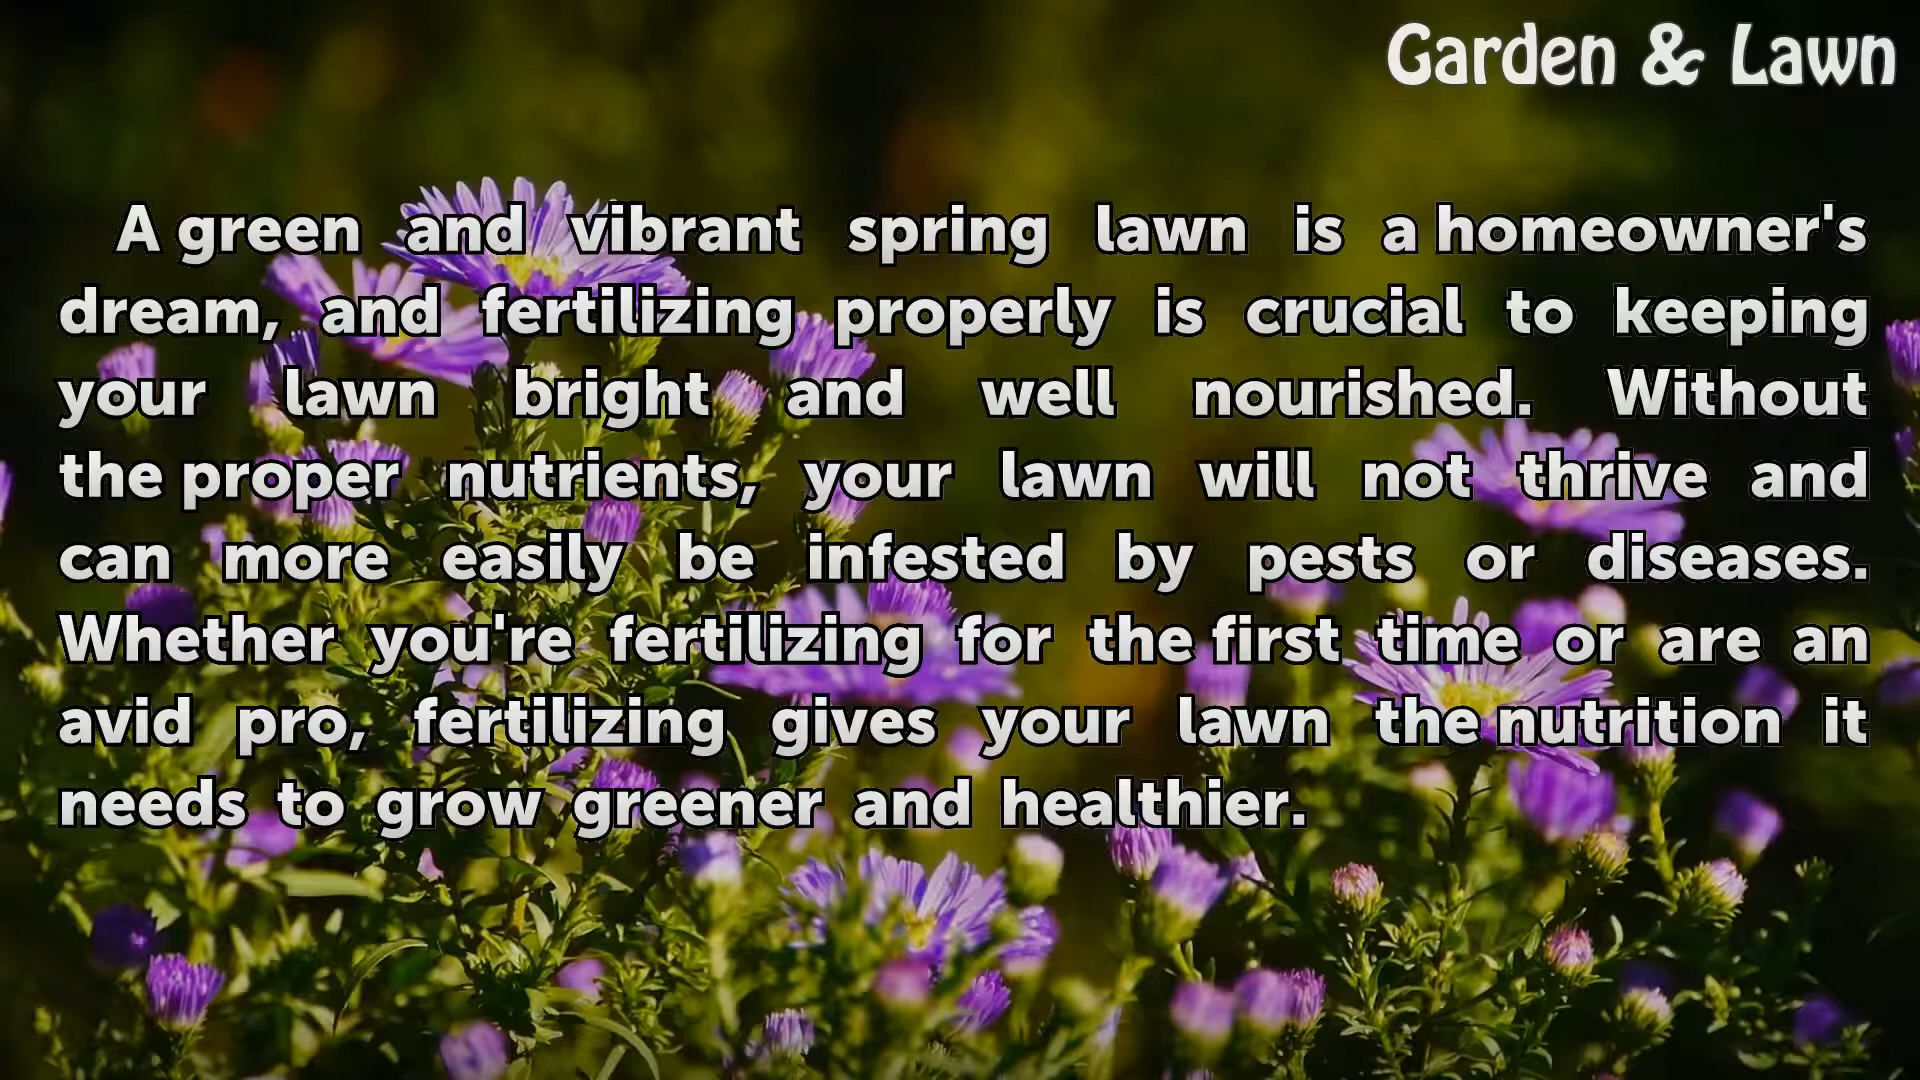 Garden & Lawn
A green and vibrant spring lawn is a homeowner's
dream, and fertilizing properly is crucial to keeping
your lawn bright and well nourished. Without
the proper nutrients, your lawn will not thrive and
can more easily be infested by pests or diseases.
Whether you're fertilizing for the first time or are an
avid pro, fertilizing gives your lawn the nutrition it
needs to grow greener and healthier.